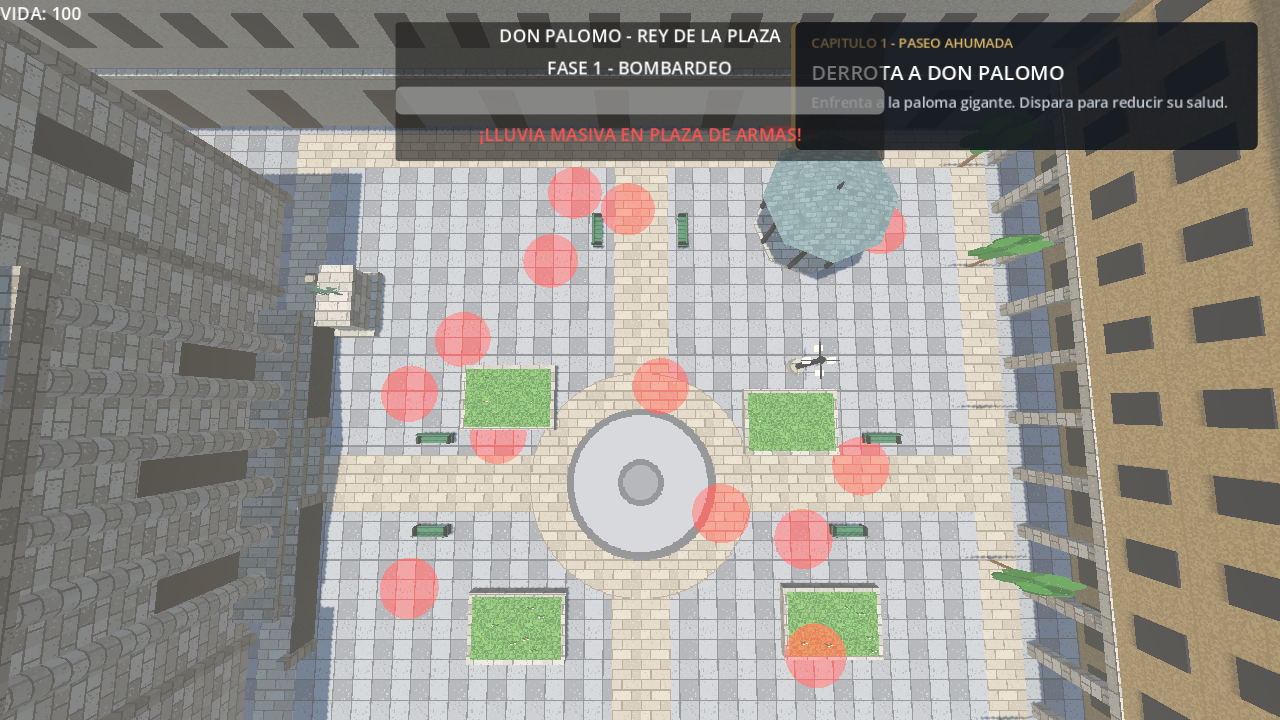 VIDA: 100
DON PALOMO - REY DE LA PLAZA
FASE 1 - BOMBARDEO
¡LLUVIA MASIVA EN PLAZA DE ARMAS!
CAPITULO 1 - PASEO AHUMADA
DERROTA A DON PALOMO
Enfrenta a la paloma gigante. Dispara para reducir su salud.